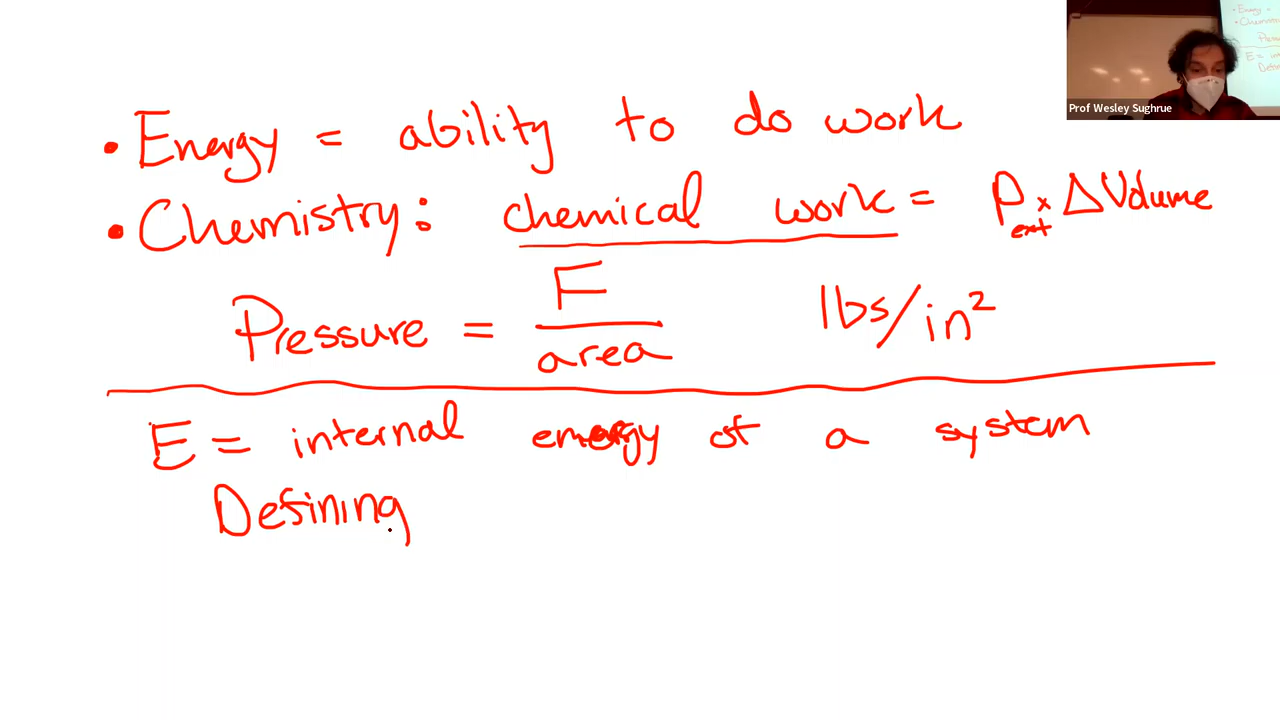 • Energy = ability to do work
• Chemistry: chemical work = P ext x ΔVolume
Pressure = F / area lbs/in²
E = internal energy of a system
Defining
Prof Wesley Sughrue